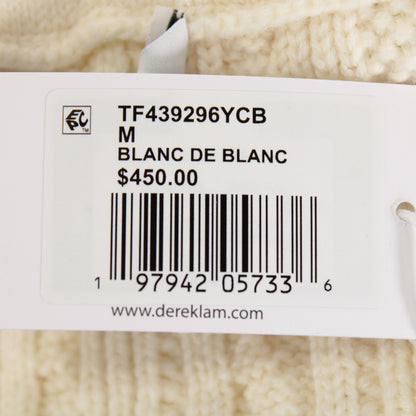 TF439296YCB
M
BLANC DE BLANC
$450.00
1 97942 05733 6
www.dereklam.com